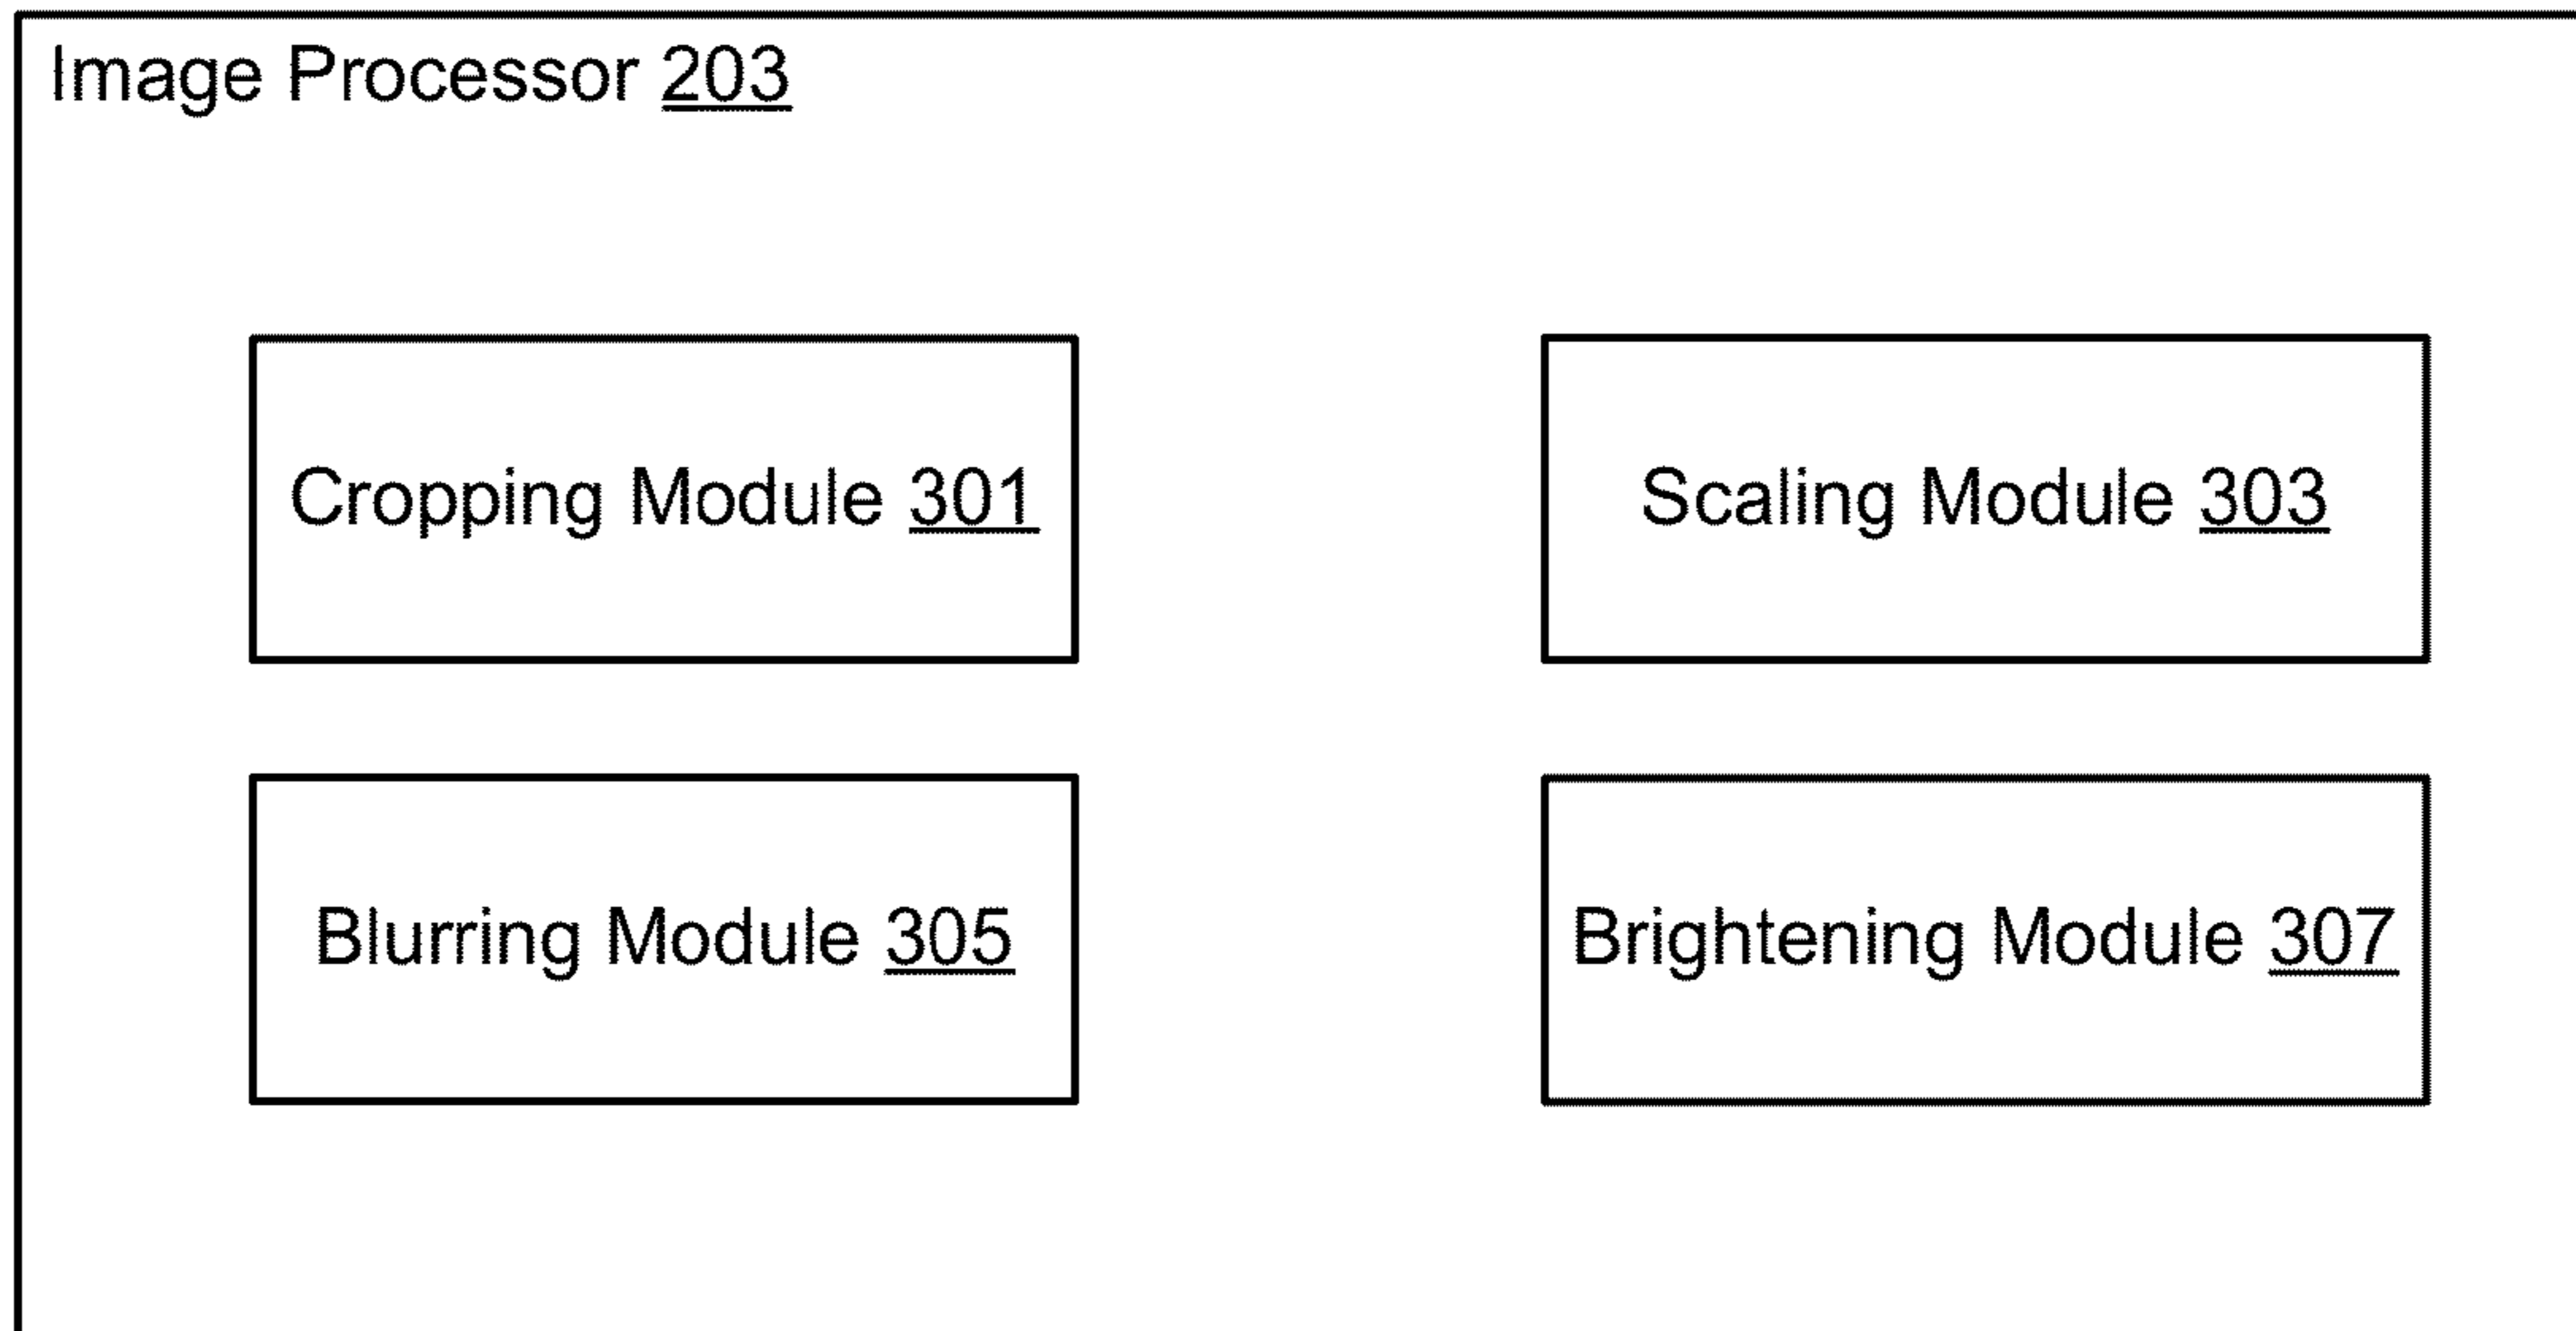 Image Processor 203
Cropping Module 301
Scaling Module 303
Blurring Module 305
Brightening Module 307